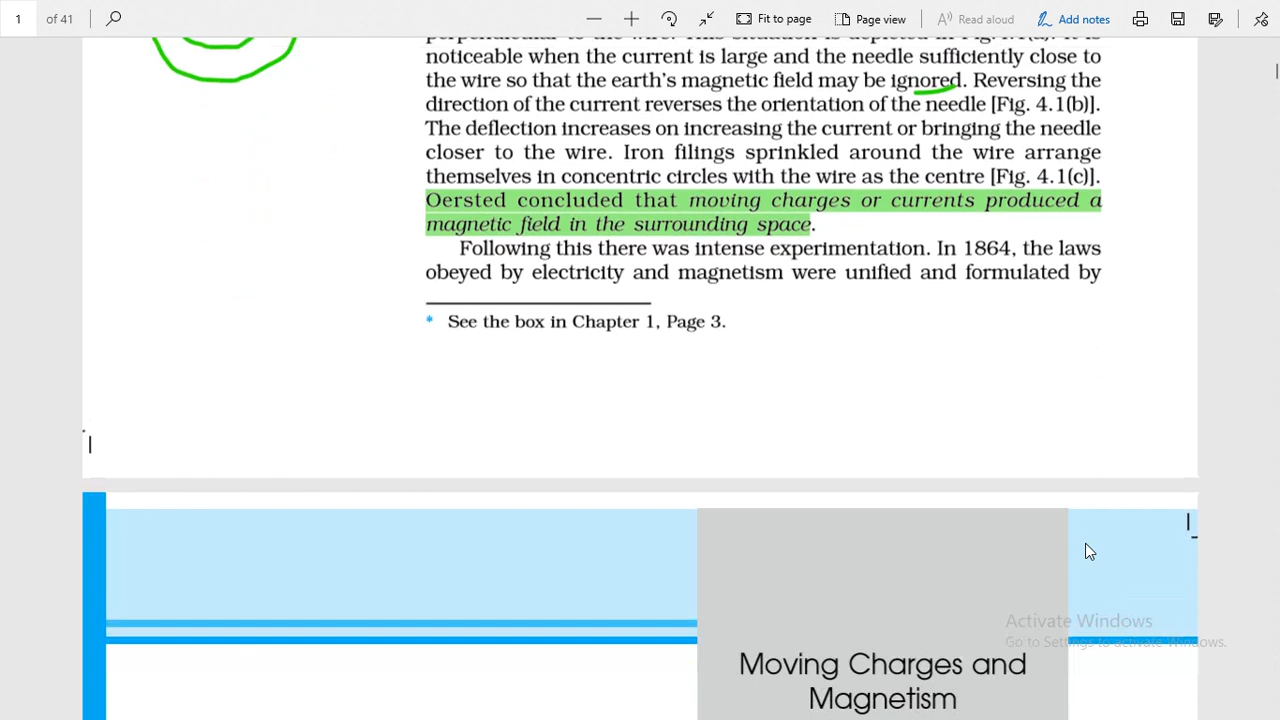 1 of 41 Fit to page Page view Read aloud Add notes
noticeable when the current is large and the needle sufficiently close to
the wire so that the earth's magnetic field may be ignored. Reversing the
direction of the current reverses the orientation of the needle [Fig. 4.1(b)].
The deflection increases on increasing the current or bringing the needle
closer to the wire. Iron filings sprinkled around the wire arrange
themselves in concentric circles with the wire as the centre [Fig. 4.1(c)].
Oersted concluded that moving charges or currents produced a
magnetic field in the surrounding space.
Following this there was intense experimentation. In 1864, the laws
obeyed by electricity and magnetism were unified and formulated by
* See the box in Chapter 1, Page 3.
Activate Windows
Go to Settings to activate Windows.
Moving Charges and
Magnetism